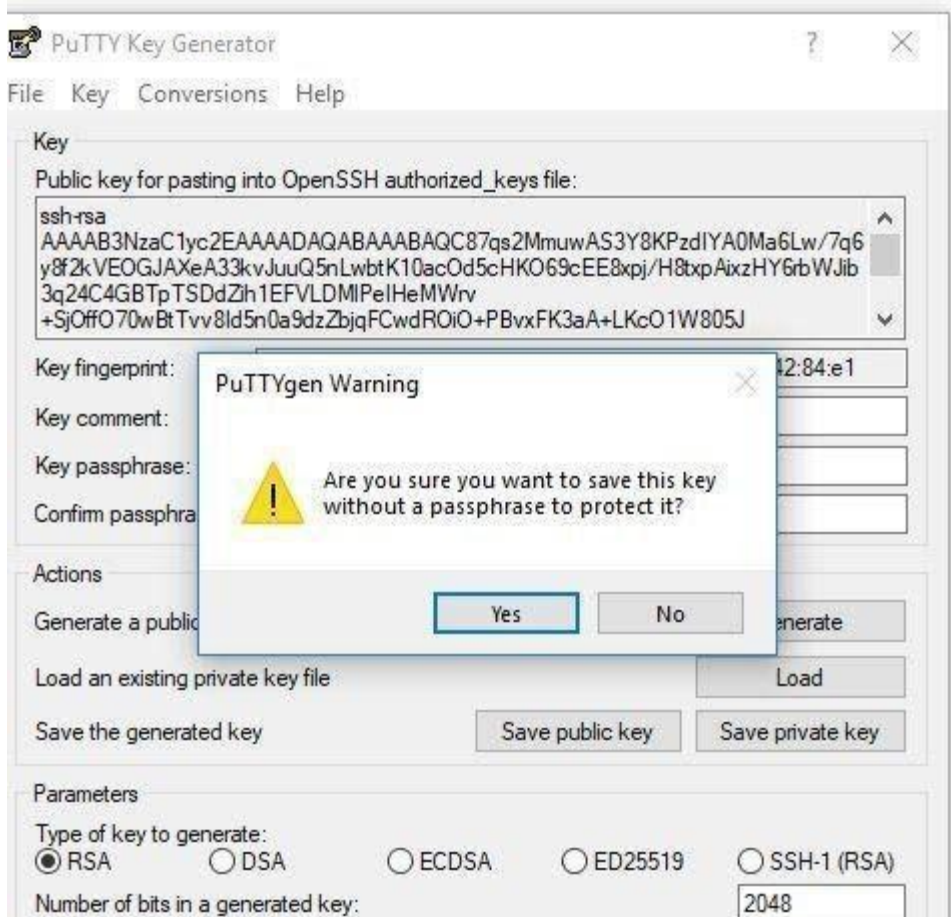 PuTTY Key Generator
File Key Conversions Help
Key
Public key for pasting into OpenSSH authorized_keys file:
ssh-rsa
AAAAB3NzaC1yc2EAAAADAQABAAABAQC87qs2MmuwAS3Y8KPzdIYA0Ma6Lw/7q6
y8f2kVEOGJAXeA33kvJuuQ5nLwbtK10acOd5cHKO69cEE8xpj/H8txpAixzHY6rbWJib
3q24C4GBTpTSDdZih1EFVLDMIPeIHeMWrv
+SjOffO70wBtTvv8Id5n0a9dzZbjqFCwdROiO+PBvxFK3aA+LKcO1W805J
Key fingerprint: 42:84:e1
Key comment:
Key passphrase:
Confirm passphra
PuTTYgen Warning
Are you sure you want to save this key
without a passphrase to protect it?
Yes No
Actions
Generate a public enerate
Load an existing private key file Load
Save the generated key Save public key Save private key
Parameters
Type of key to generate:
RSA DSA ECDSA ED25519 SSH-1 (RSA)
Number of bits in a generated key: 2048